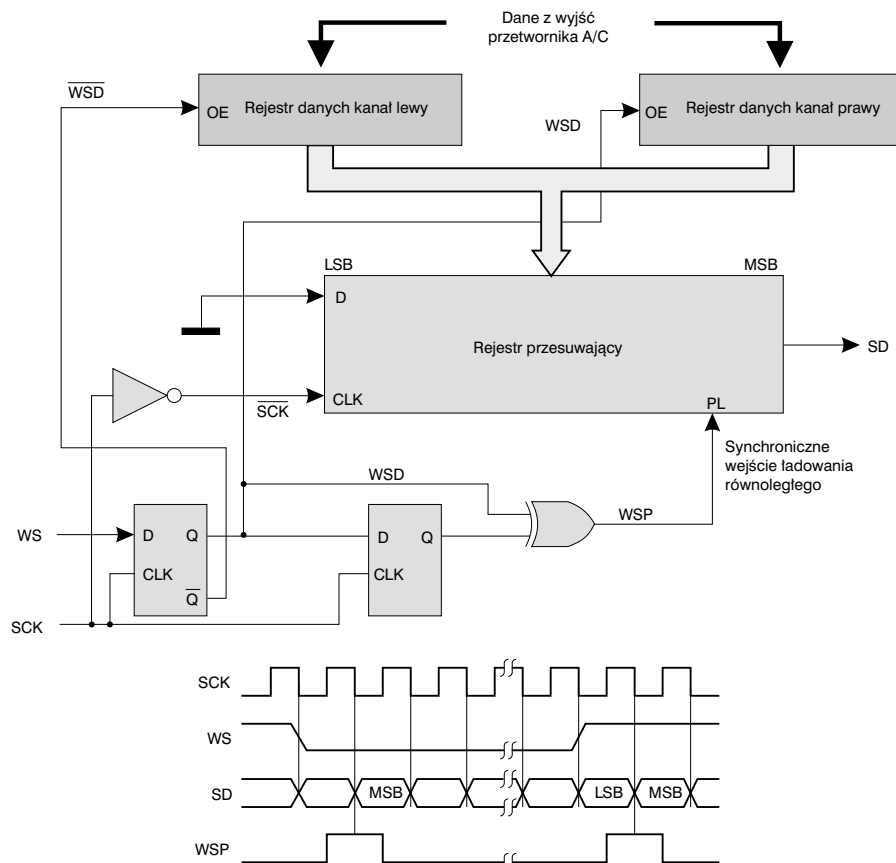 Dane z wyjść
przetwornika A/C
WSD
OE
Rejestr danych kanał lewy
WSD
OE
Rejestr danych kanał prawy
LSB
MSB
D
Rejestr przesuwający
SD
SCK
CLK
PL
Synchroniczne
wejście ładowania
równoległego
WSD
WSP
WS
D
Q
CLK
Q
D
Q
CLK
SCK
SCK
WS
SD
MSB
LSB
MSB
WSP